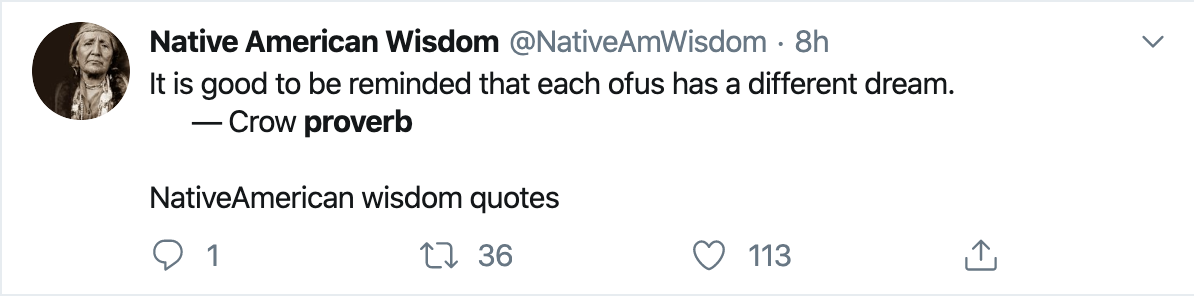 Native American Wisdom @NativeAmWisdom · 8h
It is good to be reminded that each ofus has a different dream.
— Crow proverb
NativeAmerican wisdom quotes
1 36 113